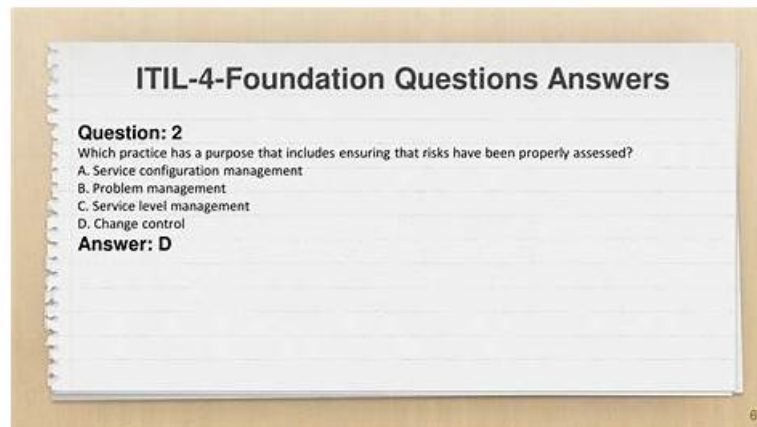 ITIL-4-Foundation Questions Answers
Question: 2
Which practice has a purpose that includes ensuring that risks have been properly assessed?
A. Service configuration management
B. Problem management
C. Service level management
D. Change control
Answer: D
6